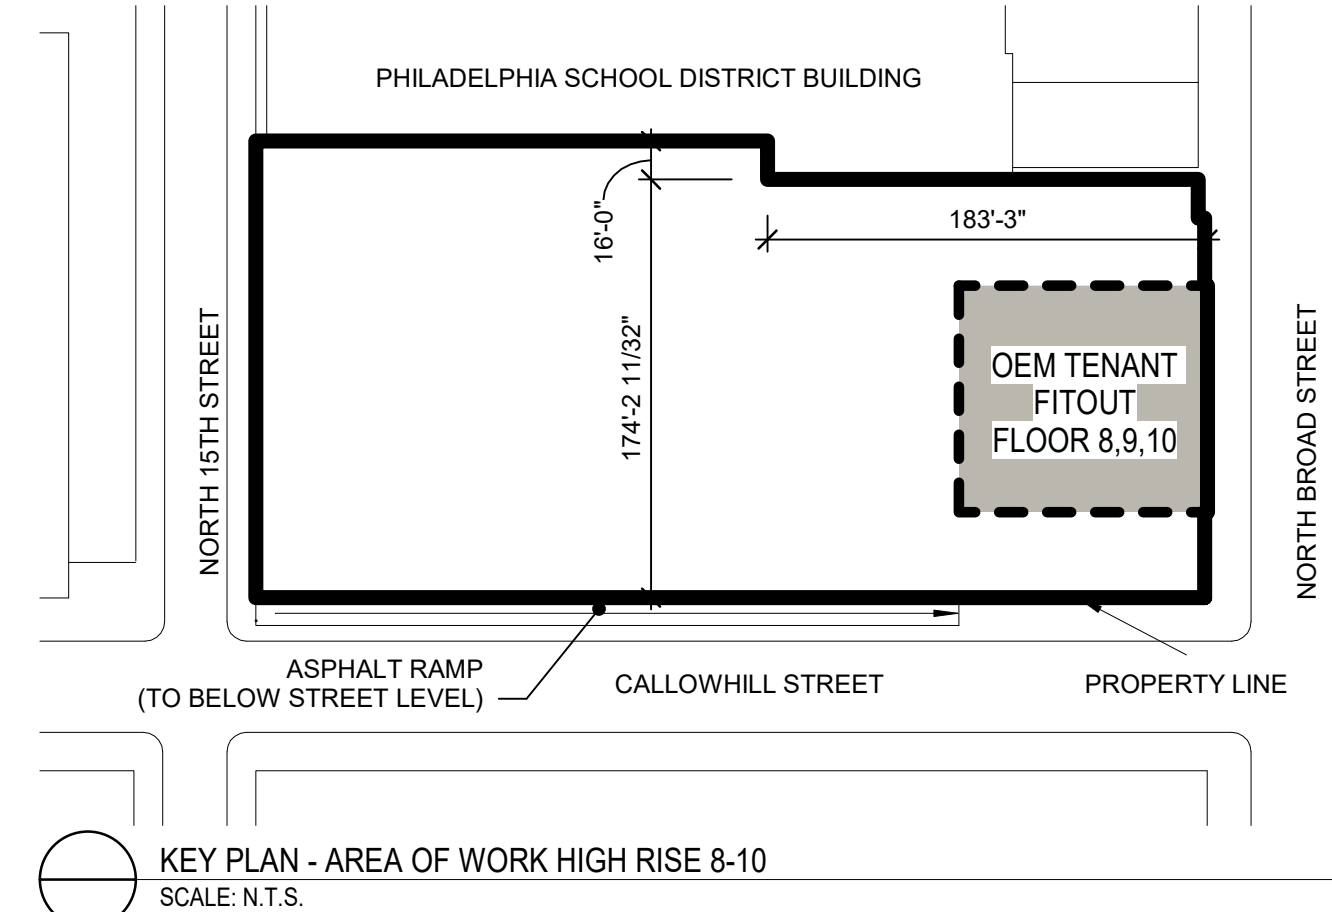 PHILADELPHIA SCHOOL DISTRICT BUILDING
16'-0"
183'-3"
174'-2 11/32"
NORTH 15TH STREET
OEM TENANT
FITOUT
FLOOR 8,9,10
NORTH BROAD STREET
ASPHALT RAMP
(TO BELOW STREET LEVEL)
CALLOWHILL STREET
PROPERTY LINE
KEY PLAN - AREA OF WORK HIGH RISE 8-10
SCALE: N.T.S.